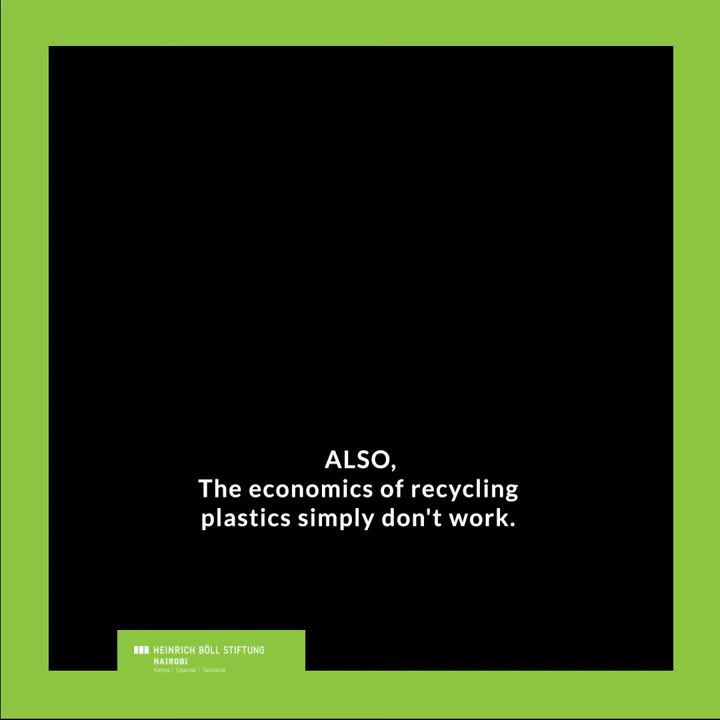 ALSO,
The economics of recycling
plastics simply don't work.
HEINRICH BÖLL STIFTUNG
NAIROBI
Kenya | Uganda | Tanzania